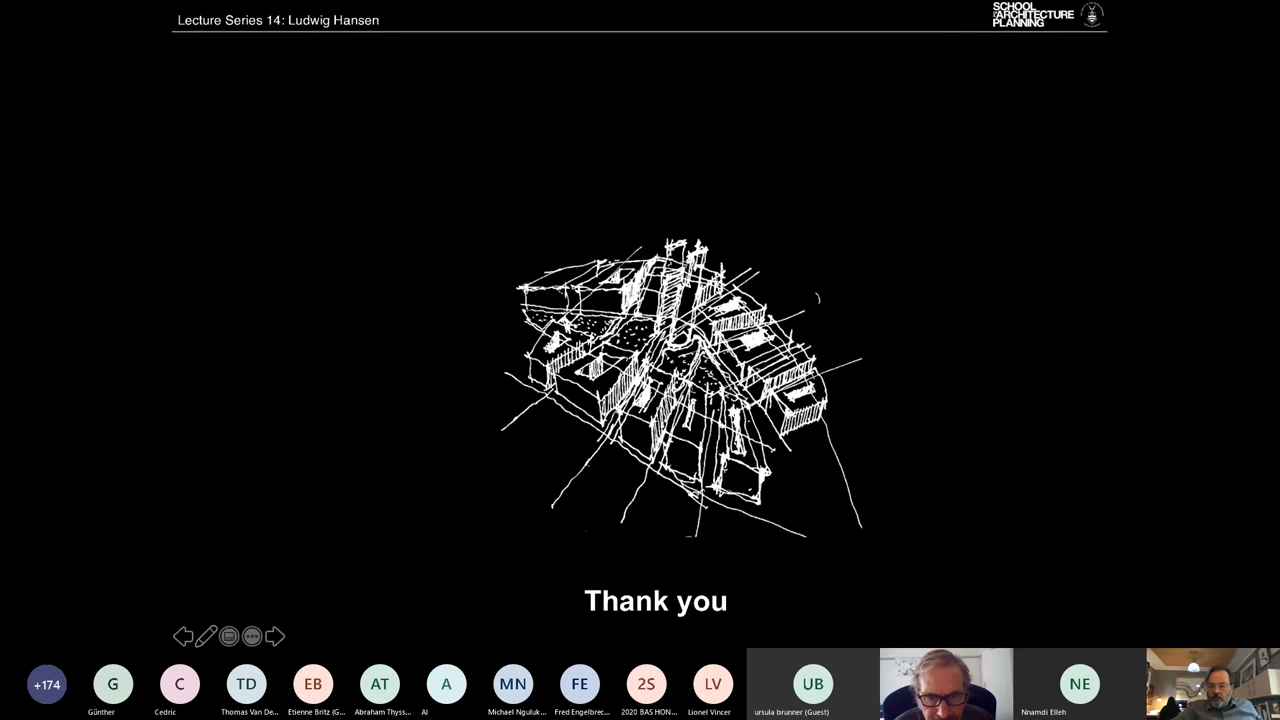 Lecture Series 14: Ludwig Hansen
SCHOOL
OF ARCHITECTURE
PLANNING
Thank you
+174
G
C
TD
EB
AT
A
MN
FE
2S
LV
UB
NE
Günther
Cedric
Thomas Van De...
Etienne Britz (G...
Abraham Thyss...
Al
Michael Nguluk...
Fred Engelbrec...
2020 BAS HON...
Lionel Vincer
ursula brunner (Guest)
Nnamdi Elleh